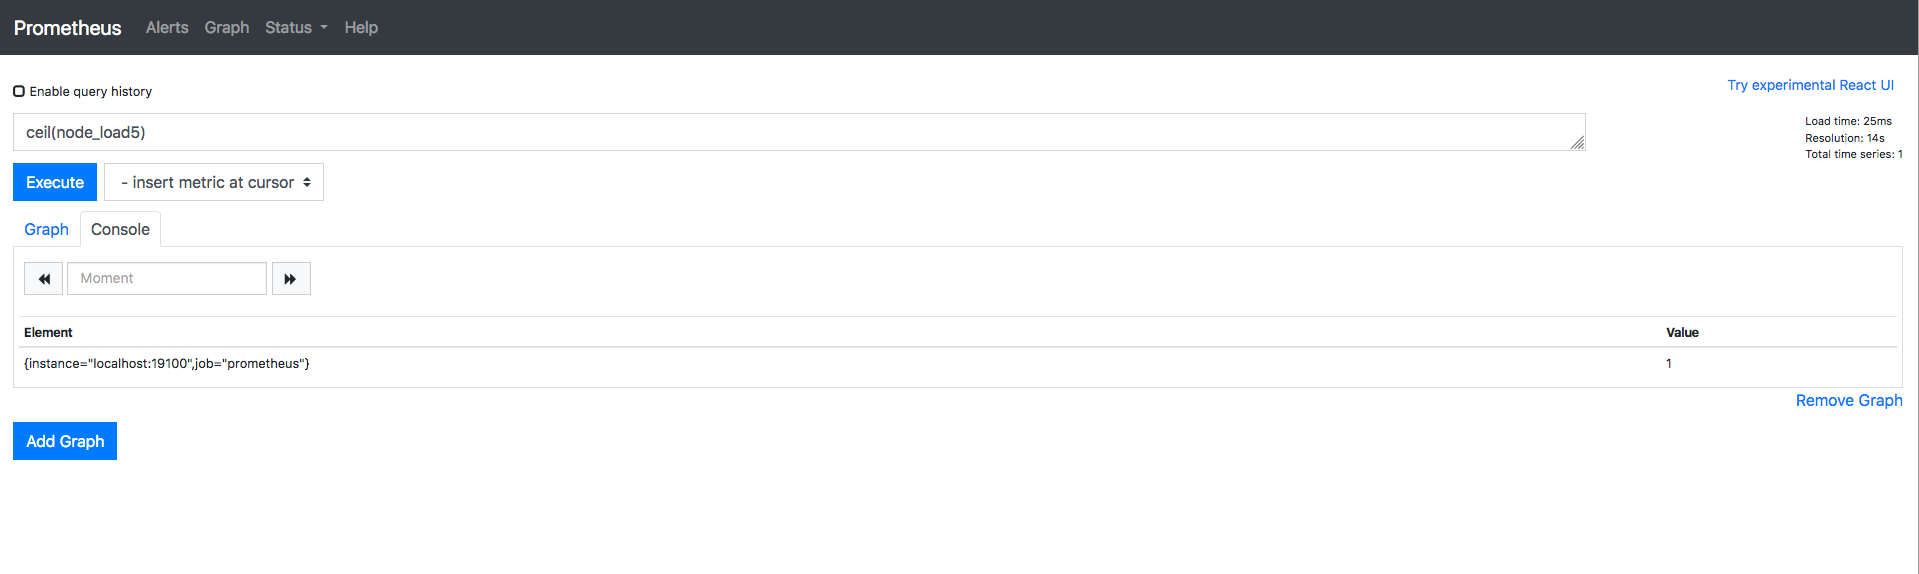 Prometheus Alerts Graph Status Help
Enable query history
Try experimental React UI
ceil(node_load5)
Load time: 25ms
Resolution: 14s
Total time series: 1
Execute - insert metric at cursor
Graph Console
Moment
Element Value
{instance="localhost:19100",job="prometheus"} 1
Remove Graph
Add Graph